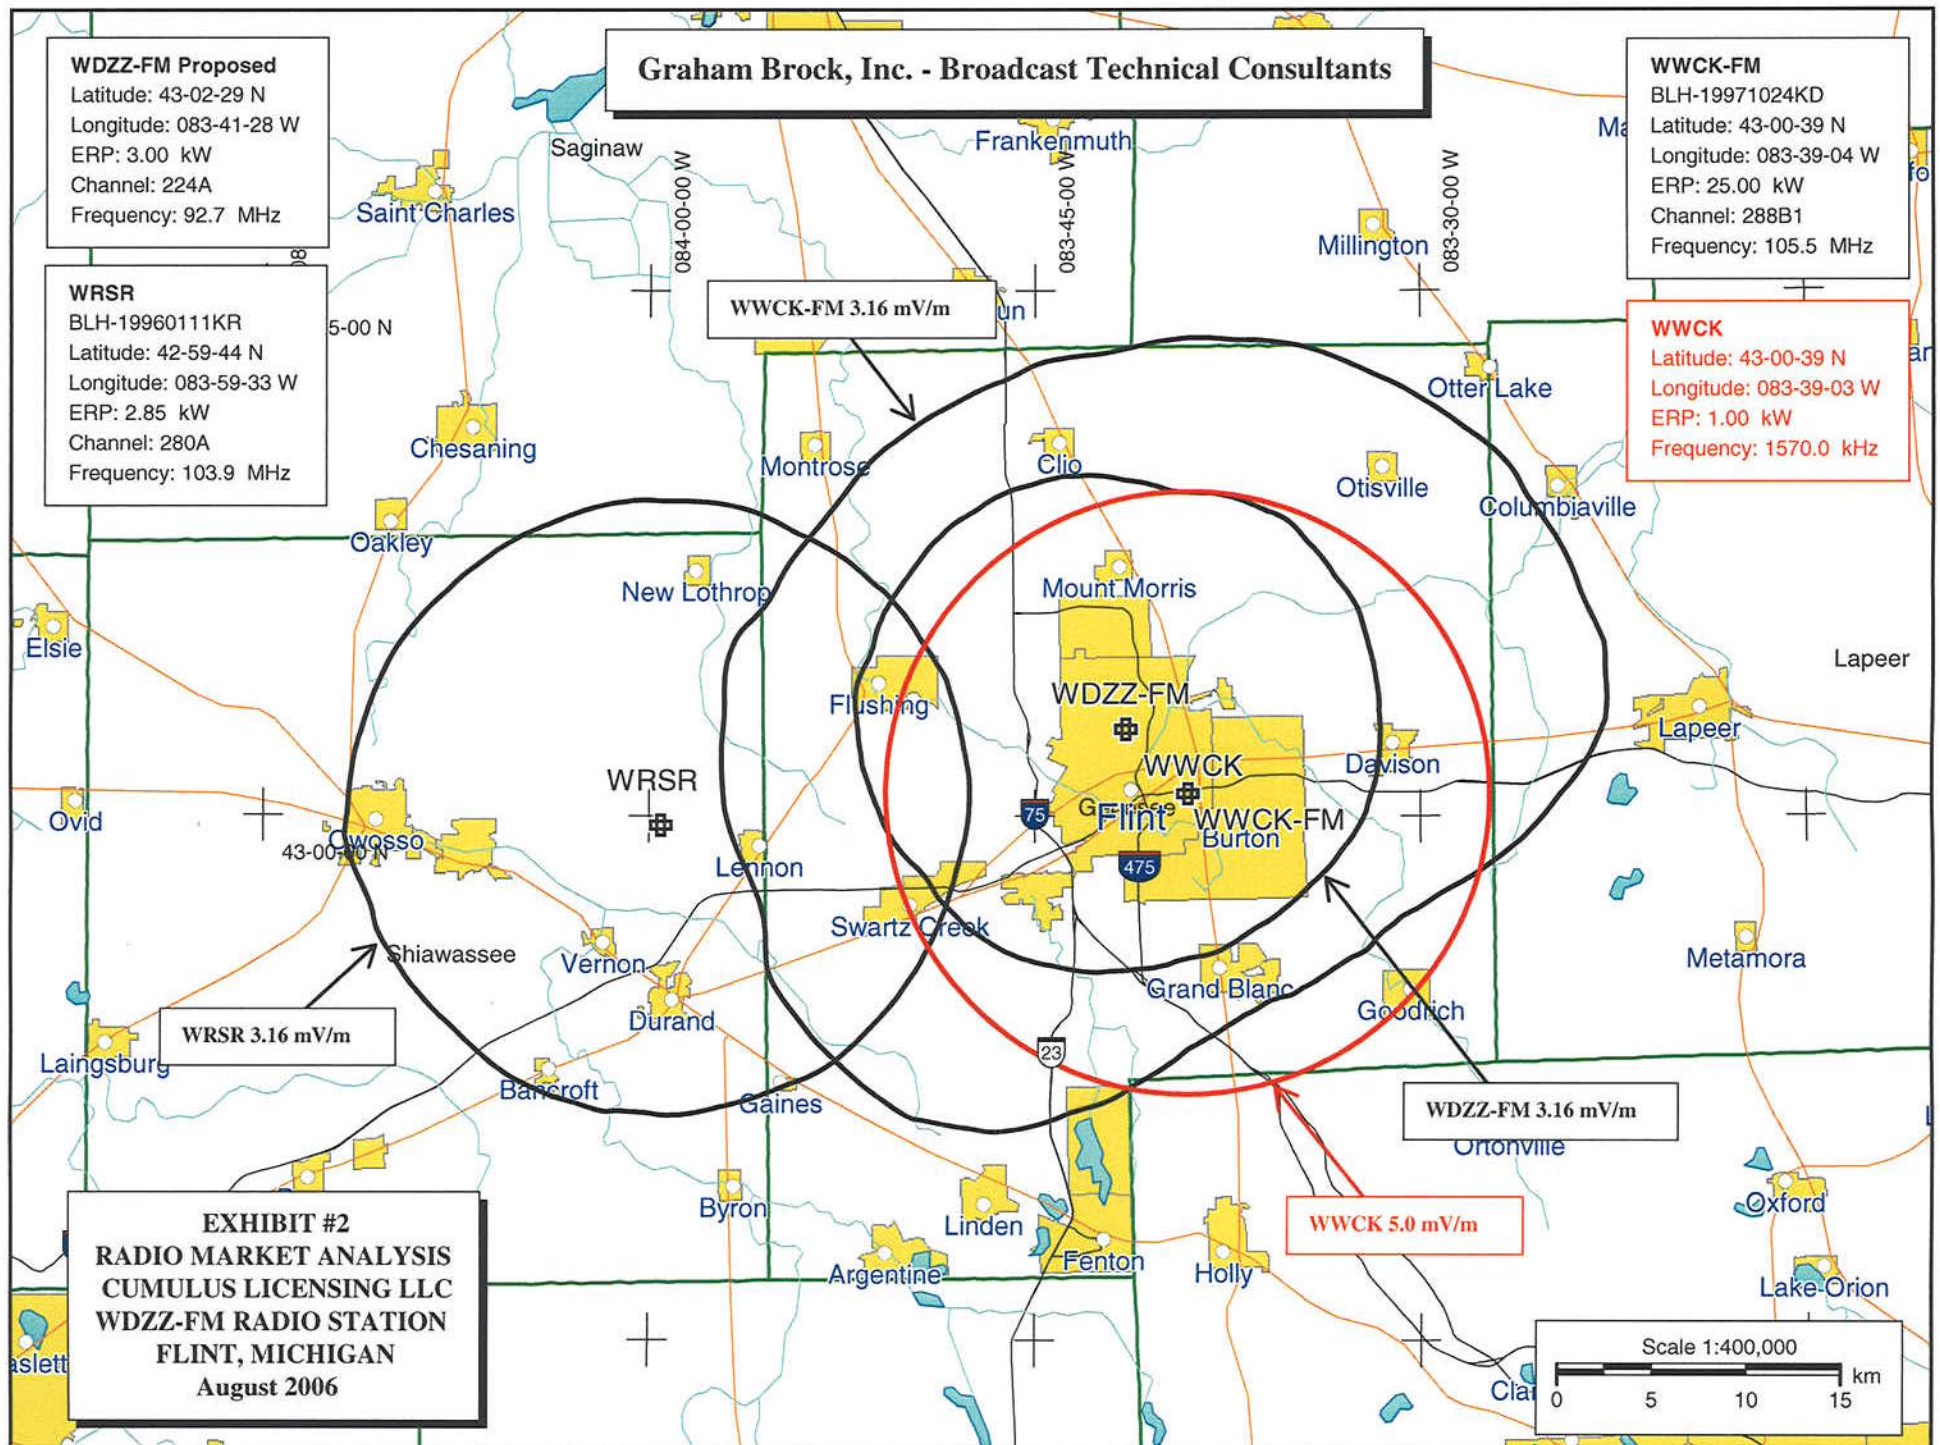 Graham Brock, Inc. - Broadcast Technical Consultants
WDZZ-FM Proposed
Latitude: 43-02-29 N
Longitude: 083-41-28 W
ERP: 3.00 kW
Channel: 224A
Frequency: 92.7 MHz
WRSR
BLH-19960111KR
Latitude: 42-59-44 N
Longitude: 083-59-33 W
ERP: 2.85 kW
Channel: 280A
Frequency: 103.9 MHz
WWCK-FM
BLH-19971024KD
Latitude: 43-00-39 N
Longitude: 083-39-04 W
ERP: 25.00 kW
Channel: 288B1
Frequency: 105.5 MHz
WWCK
Latitude: 43-00-39 N
Longitude: 083-39-03 W
ERP: 1.00 kW
Frequency: 1570.0 kHz
Saginaw
Frankenmuth
Saint Charles
084-00-00 W
083-45-00 W
083-30-00 W
Millington
WWCK-FM 3.16 mV/m
5-00 N
Otter Lake
Chesaning
Montrose
Clio
Otisville
Columbiaville
Oakley
New Lothrop
Mount Morris
Elsie
Lapeer
Flushing
WDZZ-FM
Lapeer
WWCK
Davison
WRSR
75
Genesee
Flint
WWCK-FM
Burton
Ovid
Owosso
43-00-00 N
Lennon
475
Swartz Creek
Shiawassee
Vernon
Metamora
Grand Blanc
Goodrich
Durand
WRSR 3.16 mV/m
23
Laingsburg
Bancroft
Gaines
WDZZ-FM 3.16 mV/m
Ortonville
Byron
Linden
Oxford
WWCK 5.0 mV/m
Fenton
Argentine
Holly
Lake Orion
EXHIBIT #2
RADIO MARKET ANALYSIS
CUMULUS LICENSING LLC
WDZZ-FM RADIO STATION
FLINT, MICHIGAN
August 2006
aslett
Cla
Scale 1:400,000
km
0 5 10 15